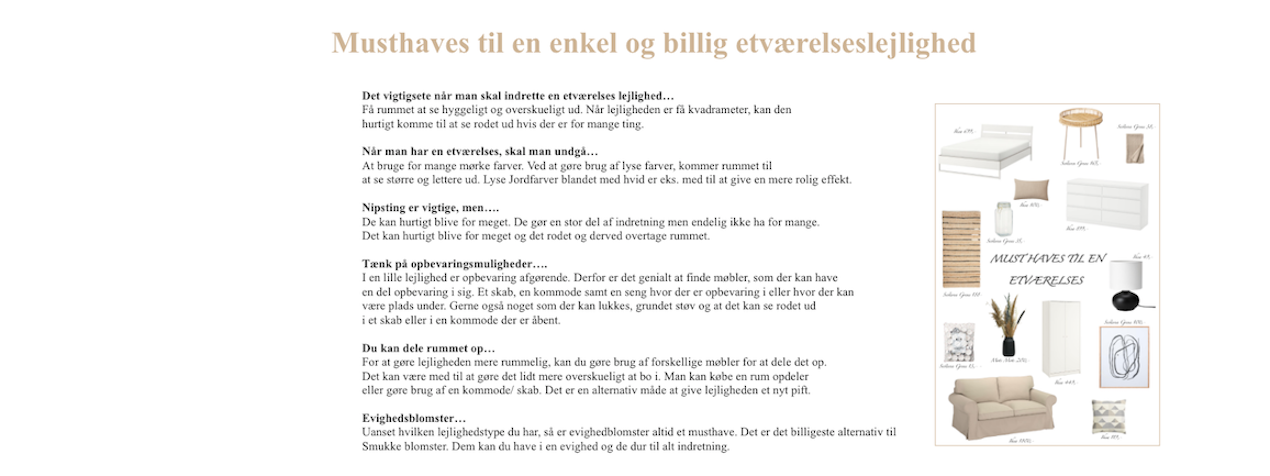 Musthaves til en enkel og billig etværelseslejlighed
Det vigtigsete når man skal indrette en etværelses lejlighed…
Få rummet at se hyggeligt og overskueligt ud. Når lejligheden er få kvadrameter, kan den
hurtigt komme til at se rodet ud hvis der er for mange ting.
Når man har en etværelses, skal man undgå…
At bruge for mange mørke farver. Ved at gøre brug af lyse farver, kommer rummet til
at se større og lettere ud. Lyse Jordfarver blandet med hvid er eks. med til at give en mere rolig effekt.
Nipsting er vigtige, men….
De kan hurtigt blive for meget. De gør en stor del af indretning men endelig ikke ha for mange.
Det kan hurtigt blive for meget og det rodet og derved overtage rummet.
Tænk på opbevaringsmuligheder….
I en lille lejlighed er opbevaring afgørende. Derfor er det genialt at finde møbler, som der kan have
en del opbevaring i sig. Et skab, en kommode samt en seng hvor der er opbevaring i eller hvor der kan
være plads under. Gerne også noget som der kan lukkes, grundet støv og at det kan se rodet ud
i et skab eller i en kommode der er åbent.
Du kan dele rummet op…
For at gøre lejligheden mere rummelig, kan du gøre brug af forskellige møbler for at dele det op.
Det kan være med til at gøre det lidt mere overskueligt at bo i. Man kan købe en rum opdeler
eller gøre brug af en kommode/ skab. Det er en alternativ måde at give lejligheden et nyt pift.
Evighedsblomster…
Uanset hvilken lejlighedstype du har, så er evighedblomster altid et musthave. Det er det billigeste alternativ til
Smukke blomster. Dem kan du have i en evighed og de dur til alt indretning.
MUST HAVES TIL EN
ETVÆRELSES